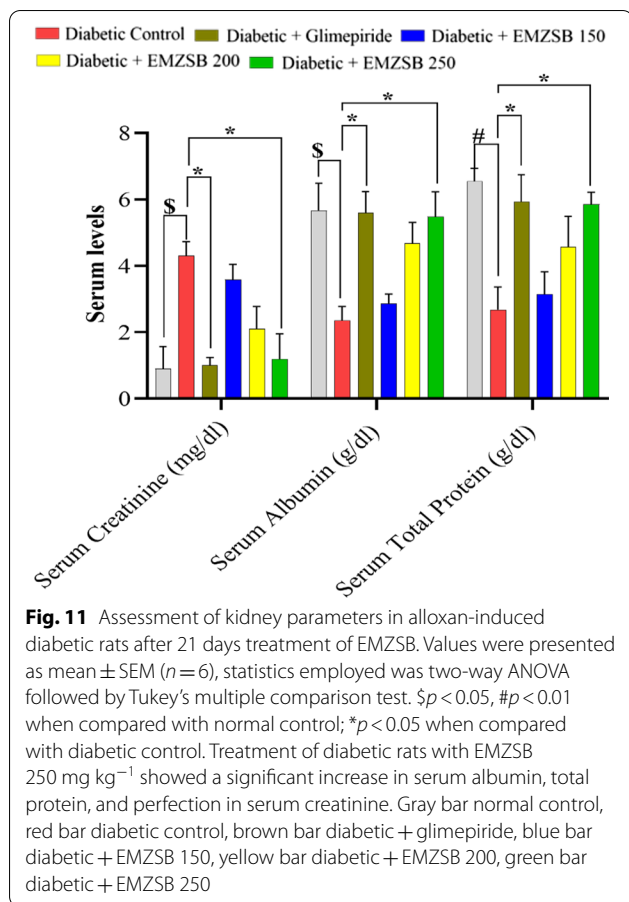 Diabetic Control Diabetic + Glimepiride Diabetic + EMZSB 150
Diabetic + EMZSB 200 Diabetic + EMZSB 250
Serum levels
8
6
4
2
0
$ * *
$ * *
# * *
Serum Creatinine (mg/dl)
Serum Albumin (g/dl)
Serum Total Protein (g/dl)
Fig. 11 Assessment of kidney parameters in alloxan-induced
diabetic rats after 21 days treatment of EMZSB. Values were presented
as mean ± SEM (n = 6), statistics employed was two-way ANOVA
followed by Tukey's multiple comparison test. $p < 0.05, #p < 0.01
when compared with normal control; *p < 0.05 when compared
with diabetic control. Treatment of diabetic rats with EMZSB
250 mg kg⁻¹ showed a significant increase in serum albumin, total
protein, and perfection in serum creatinine. Gray bar normal control,
red bar diabetic control, brown bar diabetic + glimepiride, blue bar
diabetic + EMZSB 150, yellow bar diabetic + EMZSB 200, green bar
diabetic + EMZSB 250